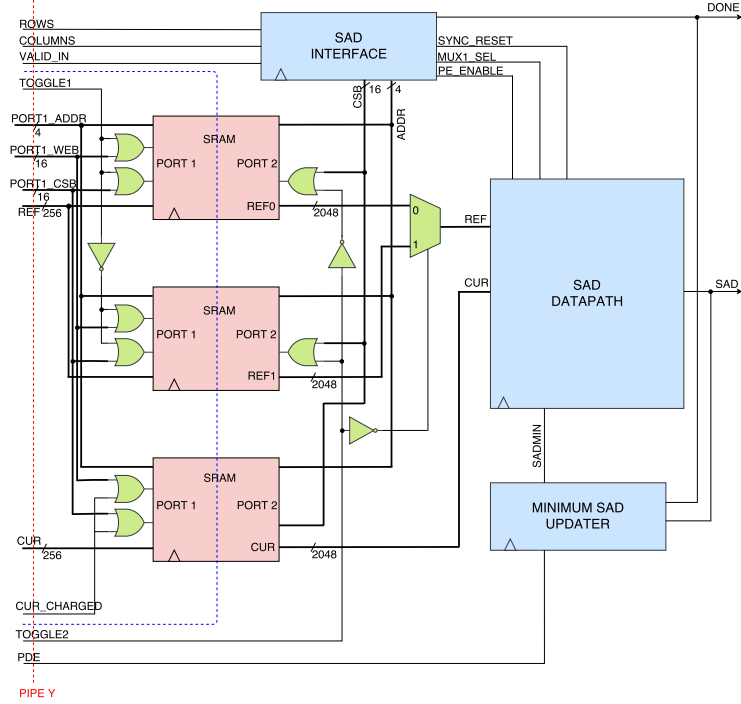 DONE
ROWS
SAD
INTERFACE
COLUMNS
SYNC_RESET
VALID_IN
MUX1_SEL
PE_ENABLE
TOGGLE1
CSB
16
4
ADDR
PORT1_ADDR
4
SRAM
PORT1_WEB
16
PORT 1
PORT 2
PORT1_CSB
16
REF
256
REF0
2048
0
1
REF
CUR
SAD
DATAPATH
SAD
SRAM
PORT 1
PORT 2
REF1
2048
SADMIN
SRAM
PORT 1
PORT 2
MINIMUM SAD
UPDATER
CUR
256
CUR
2048
CUR_CHARGED
TOGGLE2
PDE
PIPE Y